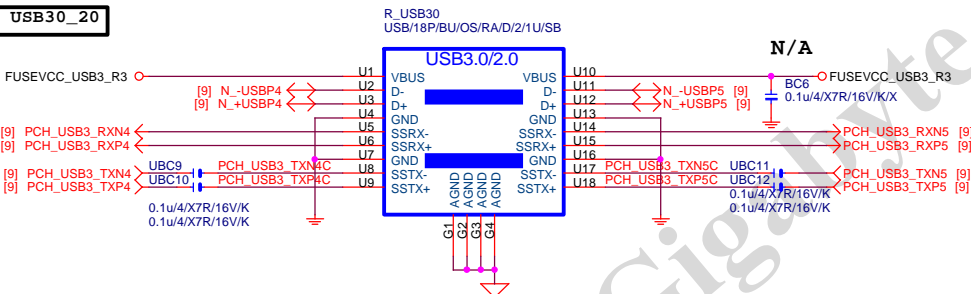 USB30_20
R_USB30
USB/18P/BU/OS/RA/D/2/1U/SB
USB3.0/2.0
N/A
FUSEVCC_USB3_R3
U1 VBUS
VBUS U10
FUSEVCC_USB3_R3
[9] N_-USBP4
U2 D-
D- U11
N_-USBP5 [9]
BC6
0.1u/4/X7R/16V/K/X
[9] N_+USBP4
U3 D+
D+ U12
N_+USBP5 [9]
U4 GND
GND U13
[9] PCH_USB3_RXN4
U5 SSRX-
SSRX- U14
PCH_USB3_RXN5 [9]
[9] PCH_USB3_RXP4
U6 SSRX+
SSRX+ U15
PCH_USB3_RXP5 [9]
U7 GND
GND U16
[9] PCH_USB3_TXN4
UBC9
PCH_USB3_TXN4C
U8 SSTX-
SSTX- U17
PCH_USB3_TXN5C
UBC11
PCH_USB3_TXN5 [9]
[9] PCH_USB3_TXP4
UBC10
PCH_USB3_TXP4C
U9 SSTX+
SSTX+ U18
PCH_USB3_TXP5C
UBC12
PCH_USB3_TXP5 [9]
0.1u/4/X7R/16V/K
0.1u/4/X7R/16V/K
0.1u/4/X7R/16V/K
0.1u/4/X7R/16V/K
AGND
AGND
AGND
AGND
G1
G2
G3
G4
Gigabyte